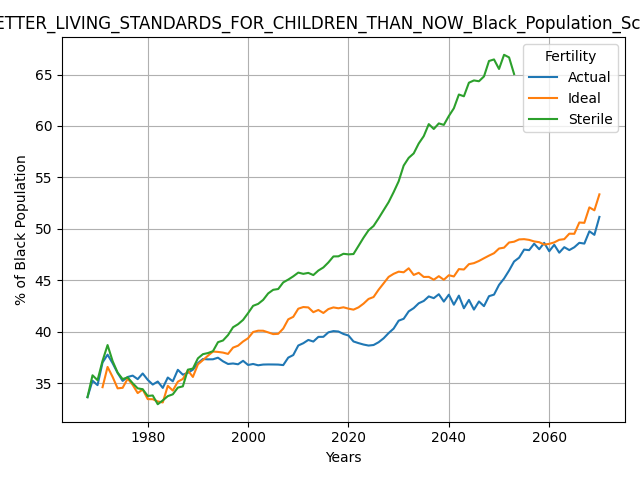 ETTER_LIVING_STANDARDS_FOR_CHILDREN_THAN_NOW_Black_Population_Sc
Fertility
Actual
Ideal
Sterile
% of Black Population
65
60
55
50
45
40
35
1980 2000 2020 2040 2060
Years